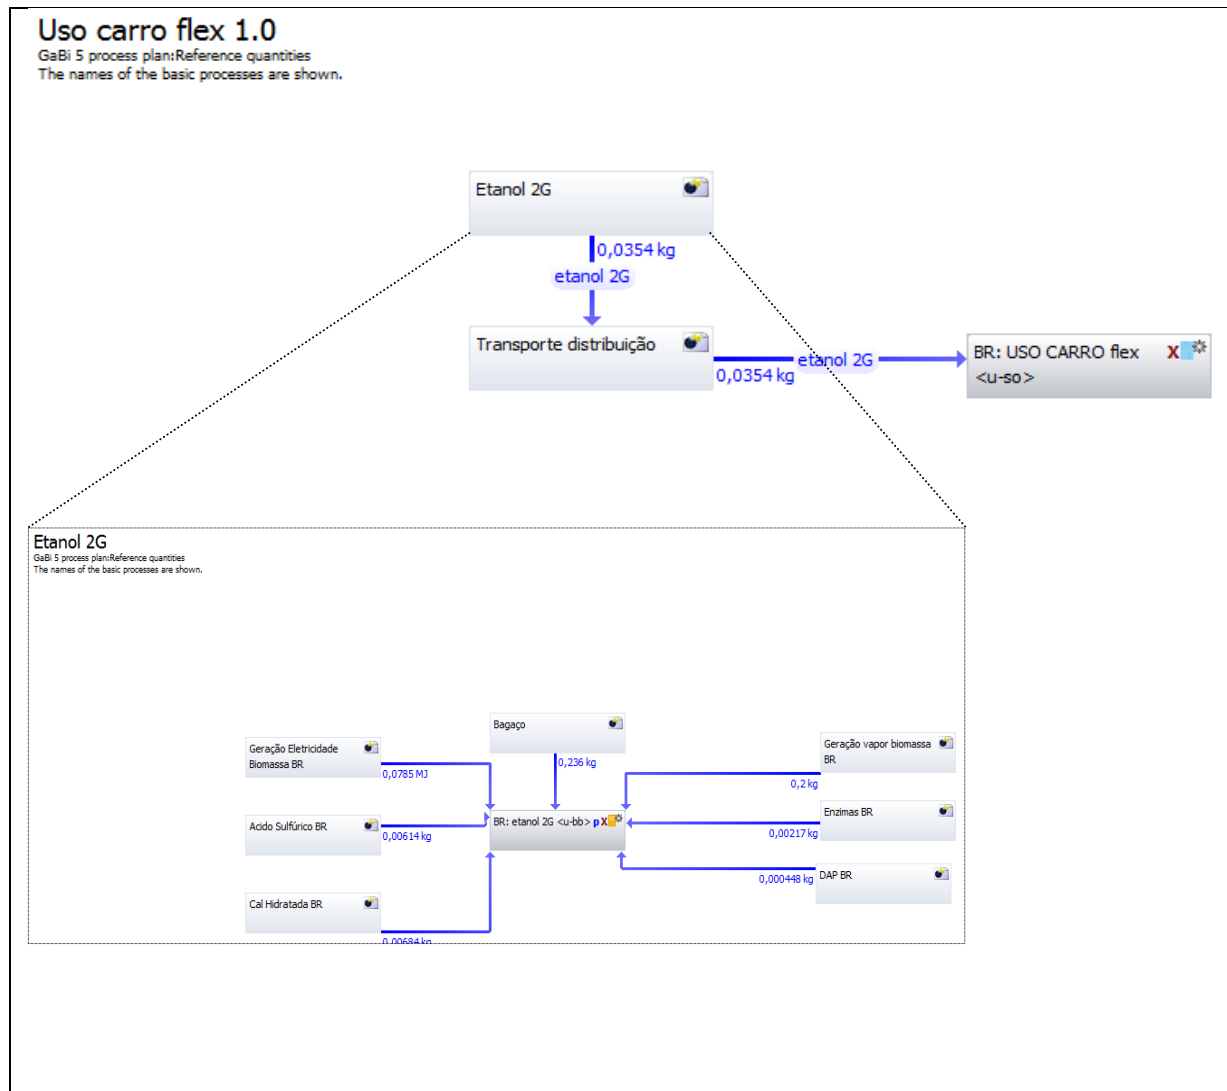 Uso carro flex 1.0
GaBi 5 process plan:Reference quantities
The names of the basic processes are shown.
Etanol 2G
0,0354 kg
etanol 2G
Transporte distribuição
etanol 2G
0,0354 kg
BR: USO CARRO flex X
<u-so>
Etanol 2G
GaBi 5 process plan:Reference quantities
The names of the basic processes are shown.
Bagaço
0,236 kg
Geração Eletricidade
Biomassa BR
0,0785 MJ
Geração vapor biomassa
BR
0,2 kg
Acido Sulfúrico BR
0,00614 kg
BR: etanol 2G <u-bb> p X
Enzimas BR
0,00217 kg
DAP BR
0,000448 kg
Cal Hidratada BR
0,00684 kg